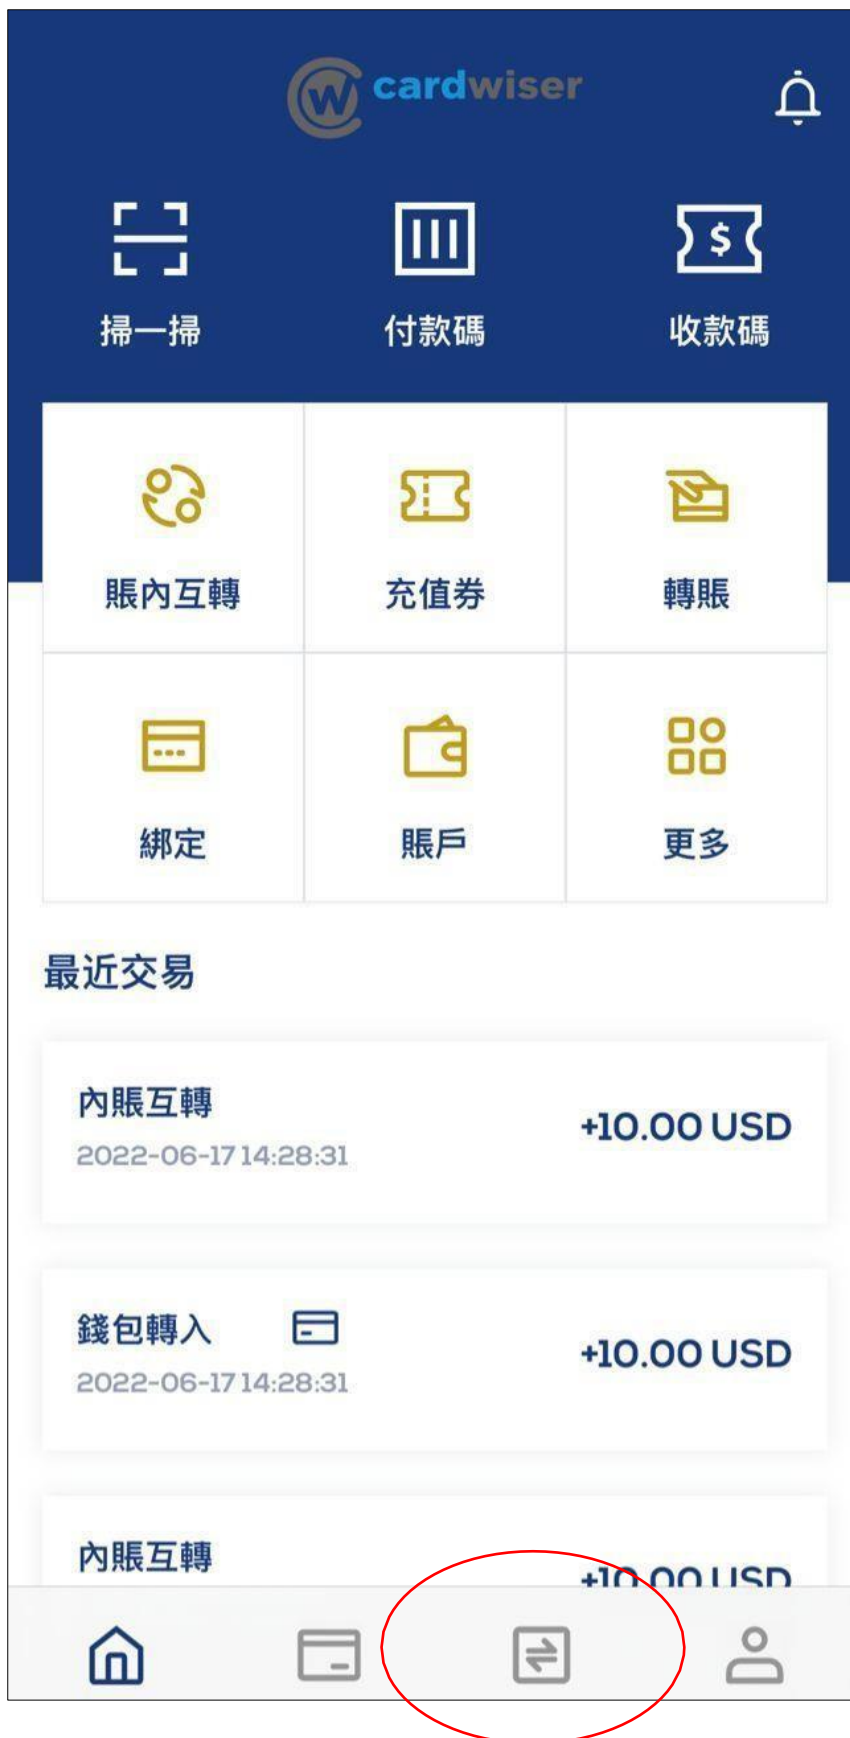 cardwiser
掃一掃
付款碼
收款碼
賬內互轉
充值券
轉賬
綁定
賬戶
更多
最近交易
內賬互轉
+10.00 USD
2022-06-17 14:28:31
錢包轉入
+10.00 USD
2022-06-17 14:28:31
內賬互轉
+10.00 USD